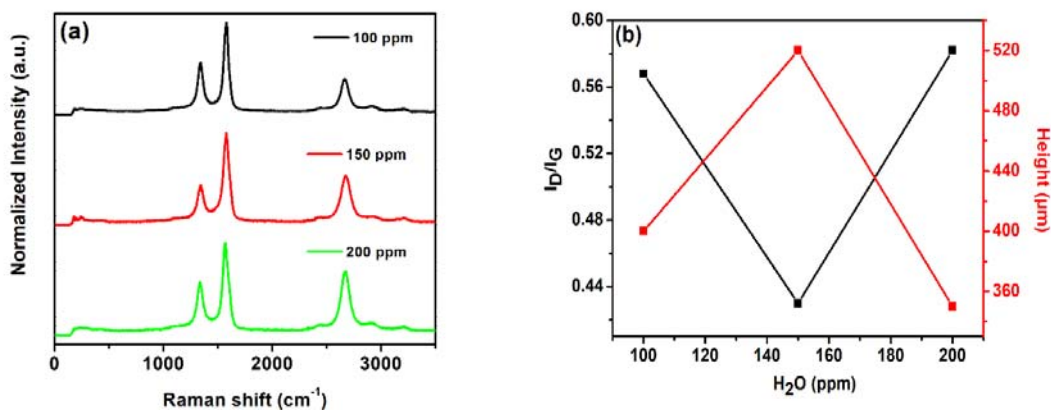 (a)
100 ppm
150 ppm
200 ppm
Normalized Intensity (a.u.)
0 1000 2000 3000
Raman shift (cm⁻¹)
(b)
0.60
0.56
0.52
0.48
0.44
I_D/I_G
520
480
440
400
360
Height (μm)
100 120 140 160 180 200
H₂O (ppm)